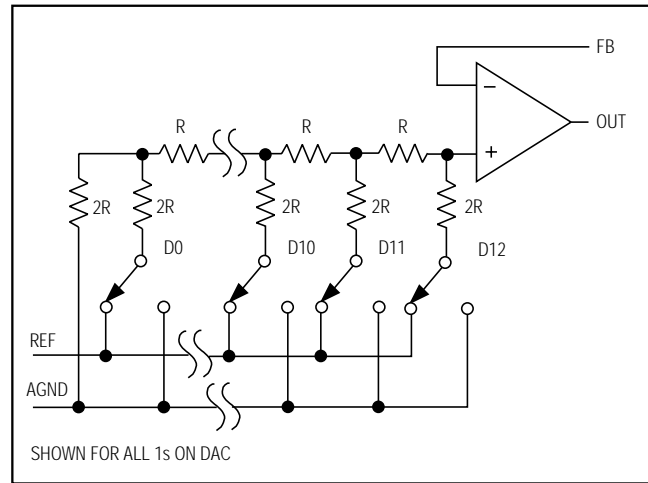 FB
OUT
−
+
R R R
2R 2R 2R 2R 2R
D0 D10 D11 D12
REF
AGND
SHOWN FOR ALL 1s ON DAC